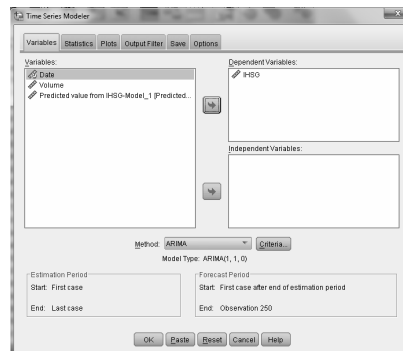 Time Series Modeler
Variables Statistics Plots Output Filter Save Options
Variables:
Date
Volume
Predicted value from IHSG-Model_1 [Predicted...
Dependent Variables:
IHSG
Independent Variables:
Method: ARIMA Criteria...
Model Type: ARIMA(1, 1, 0)
Estimation Period
Start: First case
End: Last case
Forecast Period
Start: First case after end of estimation period
End: Observation 250
OK Paste Reset Cancel Help